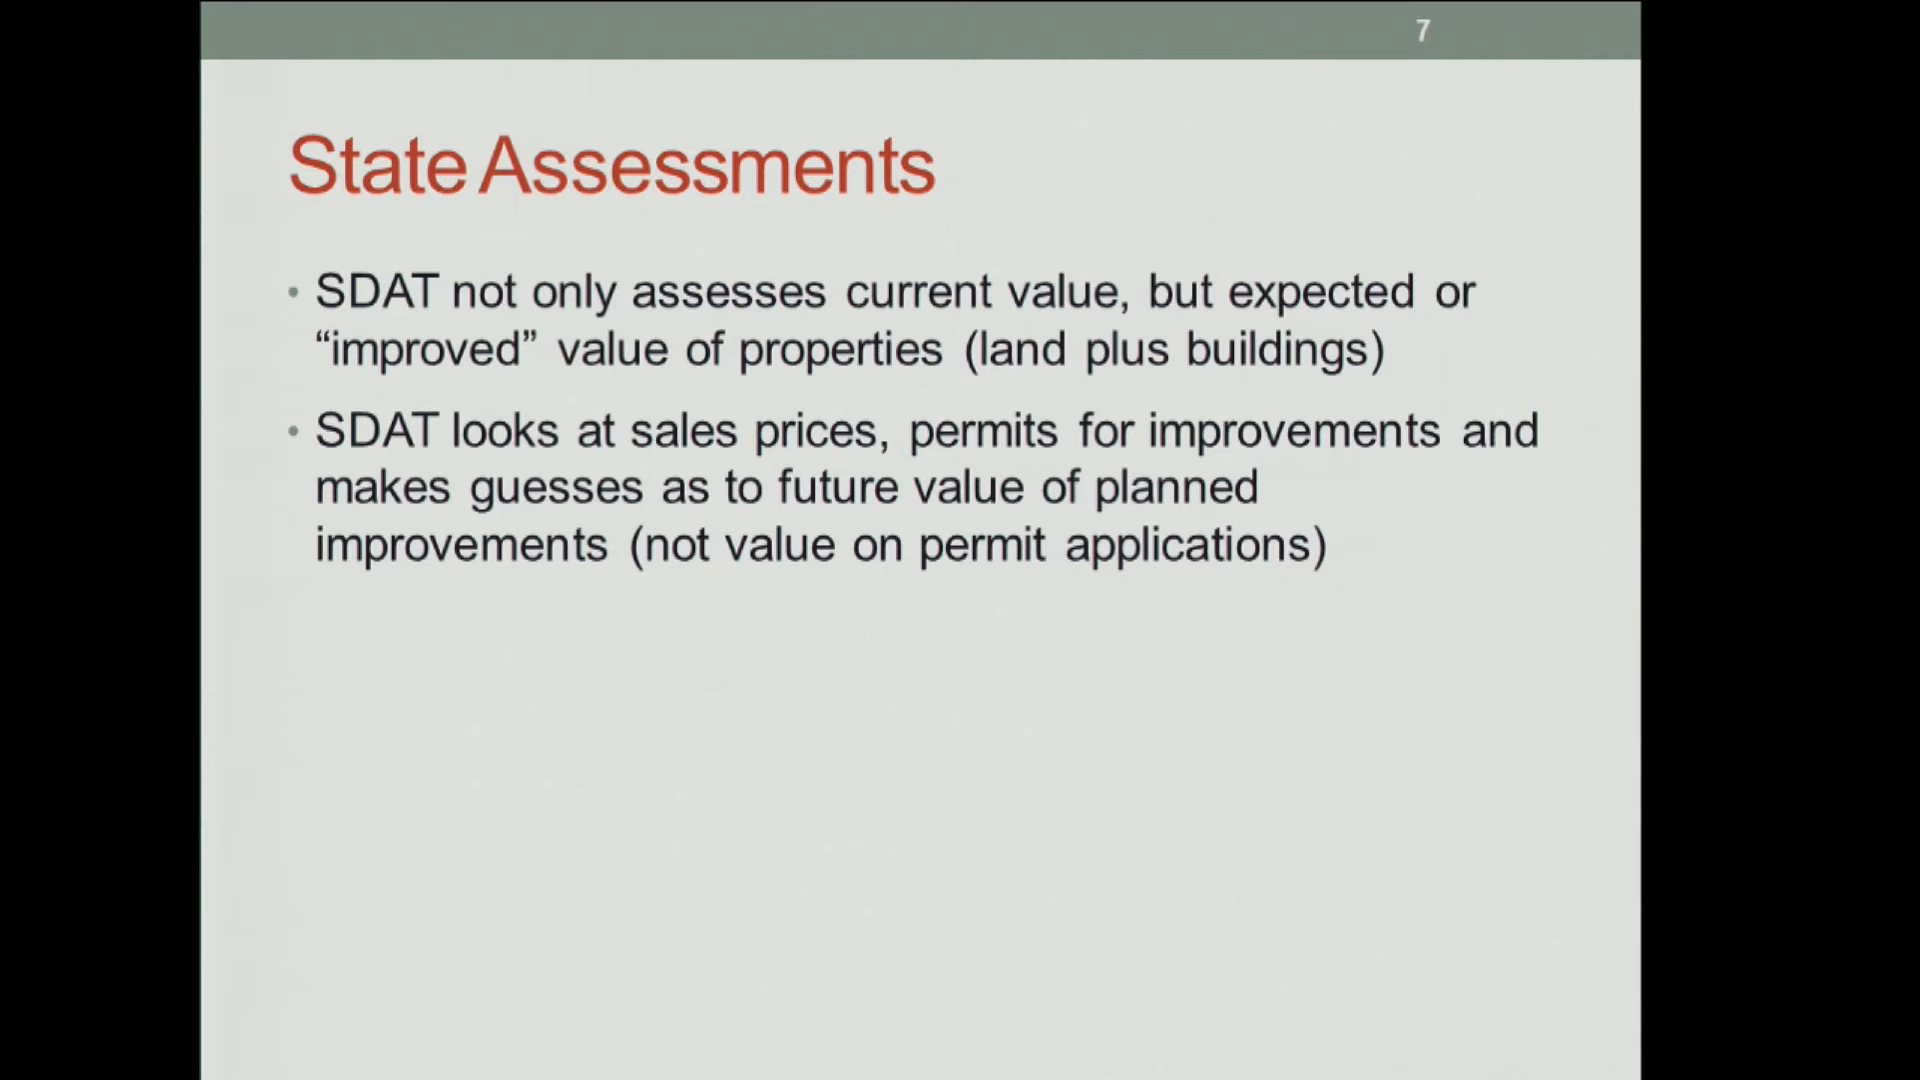 7
State Assessments
• SDAT not only assesses current value, but expected or
“improved” value of properties (land plus buildings)
• SDAT looks at sales prices, permits for improvements and
makes guesses as to future value of planned
improvements (not value on permit applications)